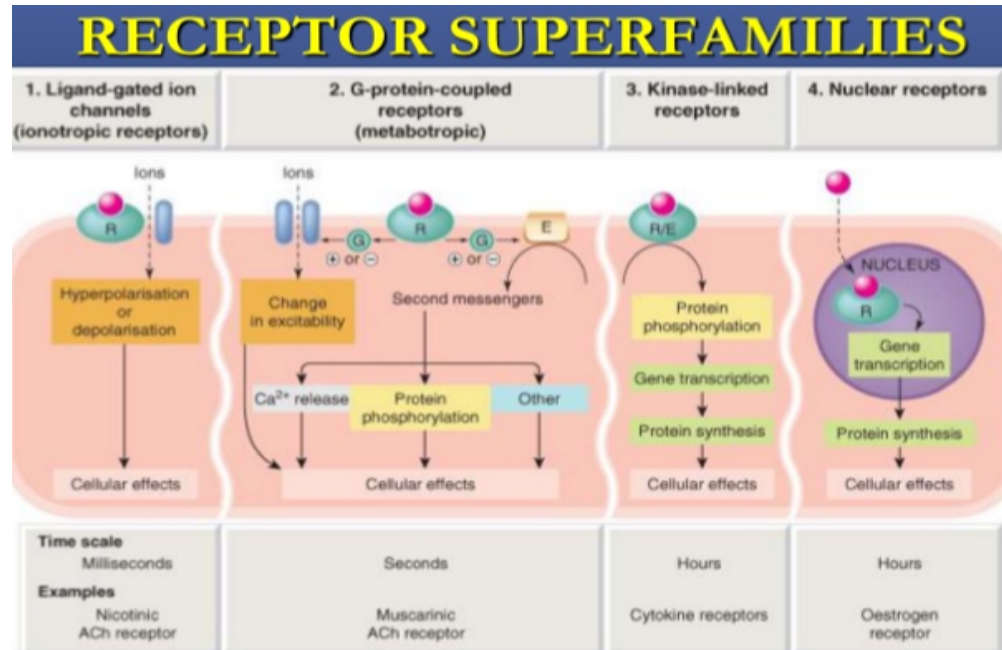 RECEPTOR SUPERFAMILIES
1. Ligand-gated ion
channels
(ionotropic receptors)
2. G-protein-coupled
receptors
(metabotropic)
3. Kinase-linked
receptors
4. Nuclear receptors
Ions
R
Hyperpolarisation
or
depolarisation
Cellular effects
Ions
G
R
G
E
+ or −
+ or −
Change
in excitability
Second messengers
Ca2+ release
Protein
phosphorylation
Other
Cellular effects
R/E
Protein
phosphorylation
Gene transcription
Protein synthesis
Cellular effects
NUCLEUS
R
Gene
transcription
Protein synthesis
Cellular effects
Time scale
Milliseconds
Seconds
Hours
Hours
Examples
Nicotinic
ACh receptor
Muscarinic
ACh receptor
Cytokine receptors
Oestrogen
receptor